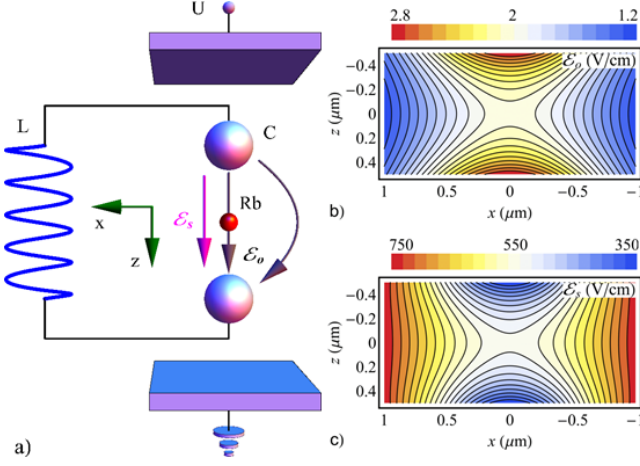 U
L
C
Rb
x
z
ℰs
ℰo
a)
2.8 2 1.2
ℰo (V/cm)
-0.4
-0.2
0
0.2
0.4
z (μm)
1 0.5 0 -0.5 -1
x (μm)
b)
750 550 350
ℰs (V/cm)
-0.4
-0.2
0
0.2
0.4
z (μm)
1 0.5 0 -0.5 -1
x (μm)
c)